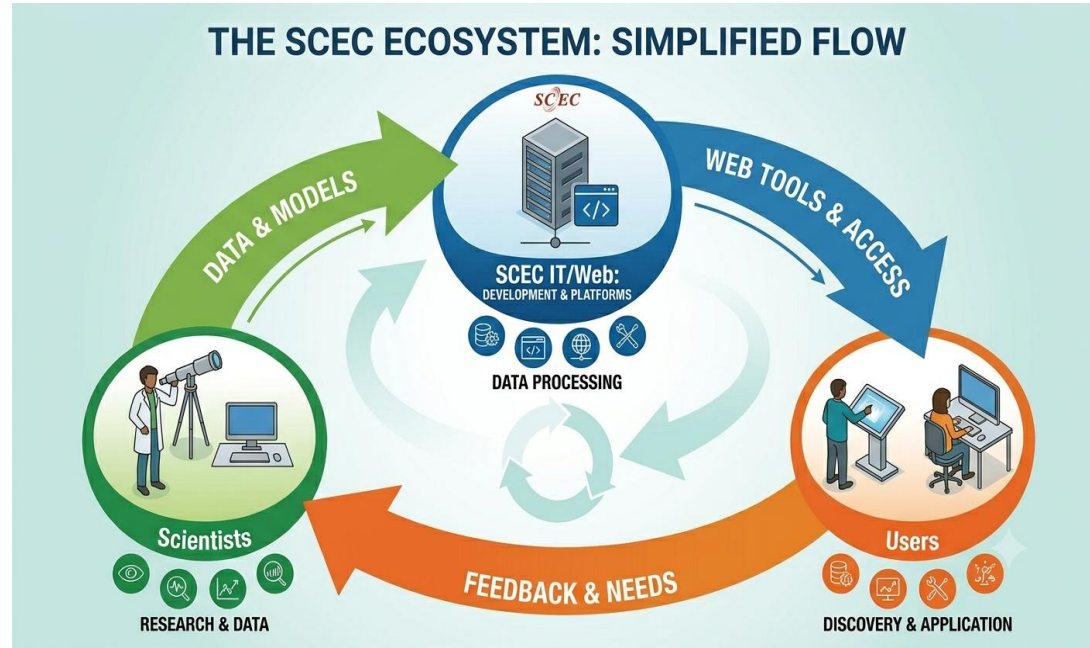 THE SCEC ECOSYSTEM: SIMPLIFIED FLOW
SCEC
</>
SCEC IT/Web:
DEVELOPMENT & PLATFORMS
</>
DATA PROCESSING
DATA & MODELS
WEB TOOLS & ACCESS
Scientists
RESEARCH & DATA
Users
DISCOVERY & APPLICATION
FEEDBACK & NEEDS